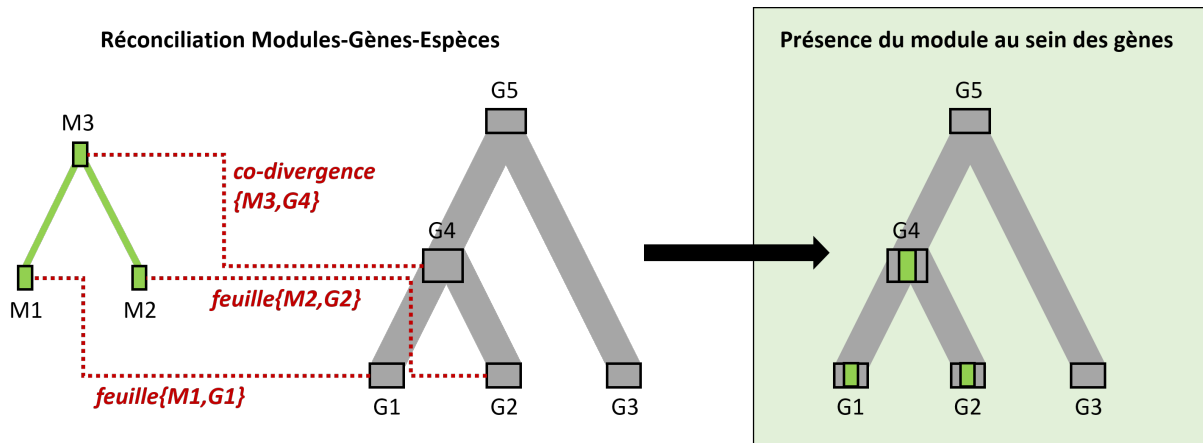 Réconciliation Modules-Gènes-Espèces
M3
M1
M2
co-divergence
{M3,G4}
feuille{M2,G2}
feuille{M1,G1}
G5
G4
G1
G2
G3
Présence du module au sein des gènes
G5
G4
G1
G2
G3